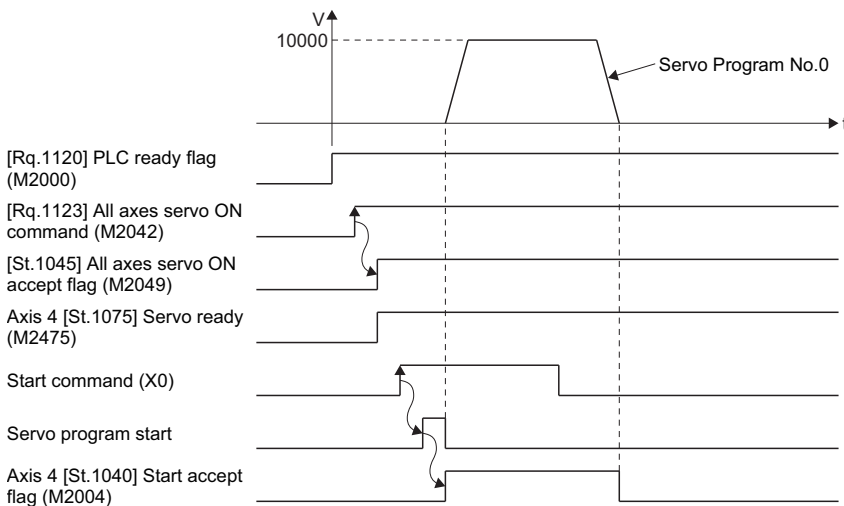 V
10000
Servo Program No.0
t
[Rq.1120] PLC ready flag
(M2000)
[Rq.1123] All axes servo ON
command (M2042)
[St.1045] All axes servo ON
accept flag (M2049)
Axis 4 [St.1075] Servo ready
(M2475)
Start command (X0)
Servo program start
Axis 4 [St.1040] Start accept
flag (M2004)